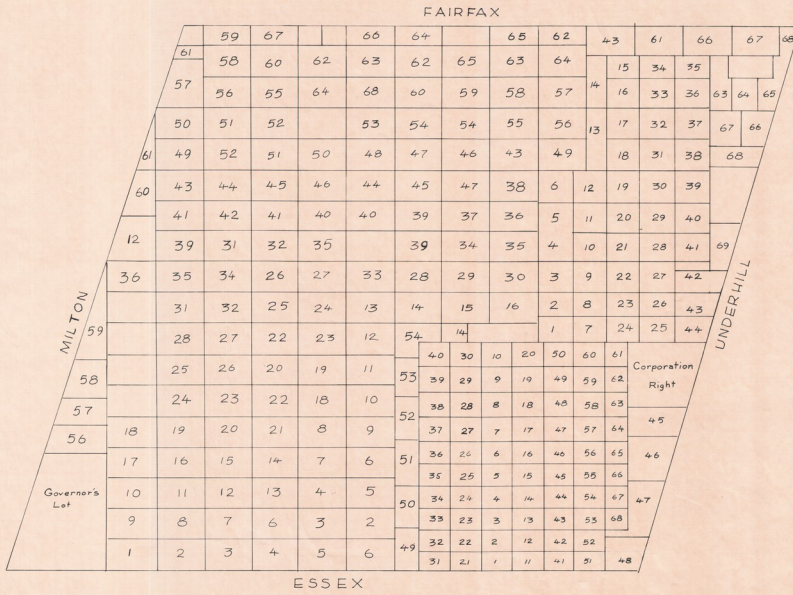 FAIRFAX
59 67 66 64 65 62 43 61 66 67 68
61 58 60 62 63 62 65 63 64 15 34 35
57 56 55 64 68 60 59 58 57 14 16 33 36 63 64 65
50 51 52 53 54 54 55 56 13 17 32 37 67 66
61 49 52 51 50 48 47 46 43 49 18 31 38 68
60 43 44 45 46 44 45 47 38 6 12 19 30 39
41 42 41 40 40 39 37 36 5 11 20 29 40
12 39 31 32 35 39 34 35 4 10 21 28 41 69
36 35 34 26 27 33 28 29 30 3 9 22 27 42
31 32 25 24 13 14 15 16 2 8 23 26 43
MILTON
UNDERHILL
59 28 27 22 23 12 54 14 1 7 24 25 44
40 30 10 20 50 60 61
25 26 20 19 11 53
Corporation
Right
58 39 29 9 19 49 59 62
24 23 22 18 10 52 38 28 8 18 48 58 63
57 45
56 18 19 20 21 8 9 37 27 7 17 47 57 64
17 16 15 14 7 6 51 36 26 6 16 46 56 65 46
35 25 5 15 45 55 66
Governor's
Lot
10 11 12 13 4 5 50 34 24 4 14 44 54 67 47
9 8 7 6 3 2 33 23 3 13 43 53 68
49 32 22 2 12 42 52
1 2 3 4 5 6 31 21 1 11 41 51 48
ESSEX